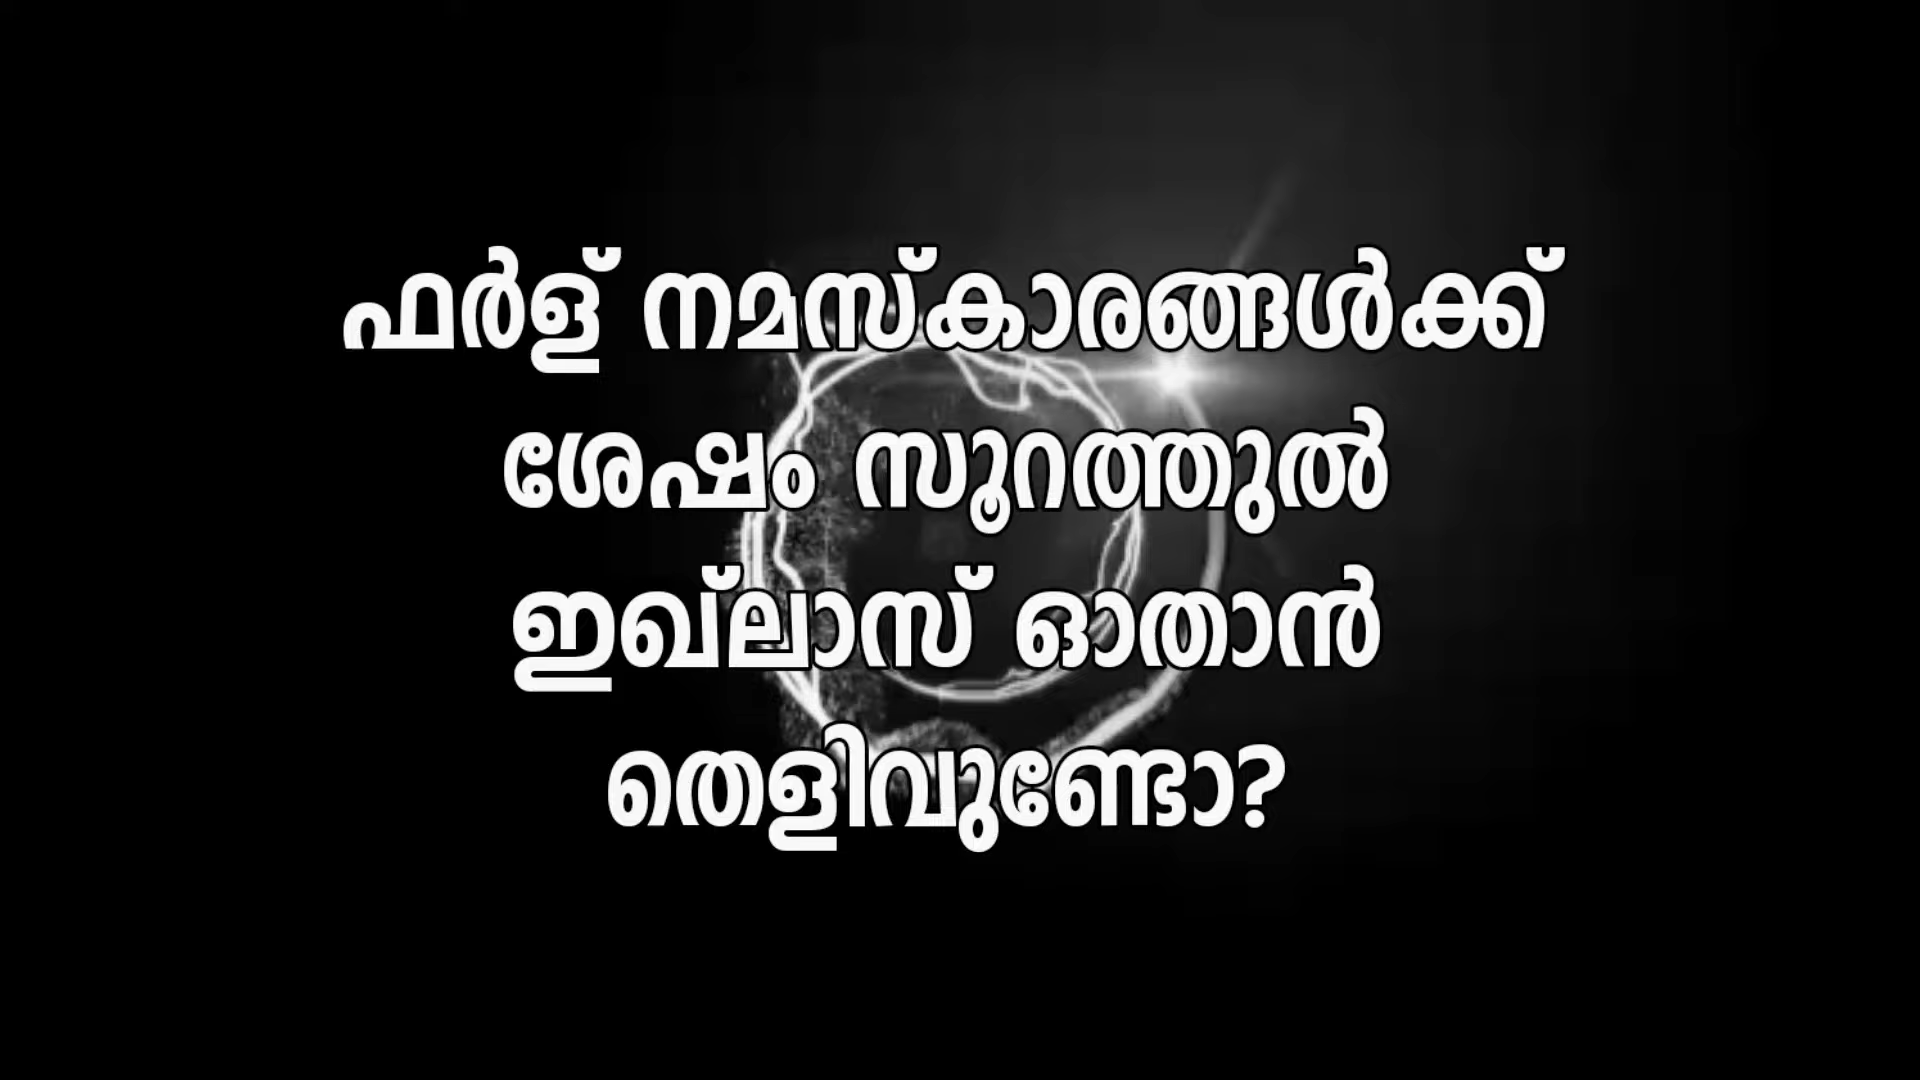 ഫർള് നമസ്കാരങ്ങൾക്ക്
ശേഷം സൂറത്തുൽ
ഇഖ്ലാസ് ഓതാൻ
തെളിവുണ്ടോ?